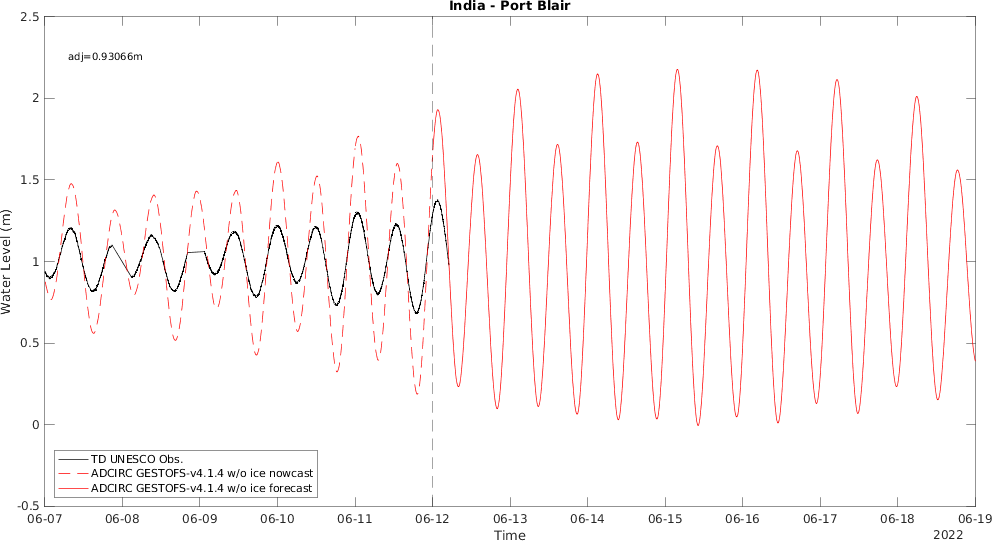 India - Port Blair
adj=0.93066m
2.5
2
1.5
1
0.5
0
-0.5
Water Level (m)
TD UNESCO Obs.
ADCIRC GESTOFS-v4.1.4 w/o ice nowcast
ADCIRC GESTOFS-v4.1.4 w/o ice forecast
06-07 06-08 06-09 06-10 06-11 06-12 06-13 06-14 06-15 06-16 06-17 06-18 06-19
Time
2022